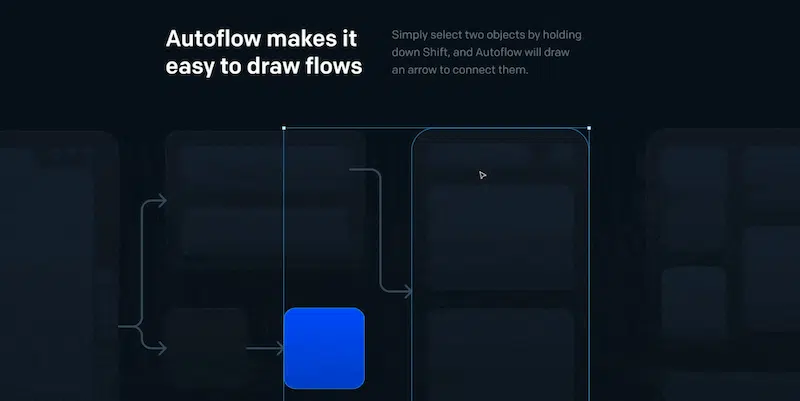 Autoflow makes it
easy to draw flows
Simply select two objects by holding
down Shift, and Autoflow will draw
an arrow to connect them.